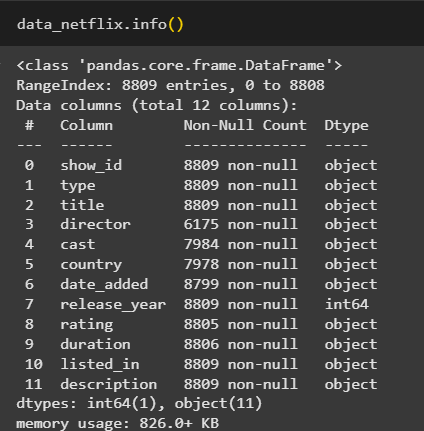 data_netflix.info()
<class 'pandas.core.frame.DataFrame'>
RangeIndex: 8809 entries, 0 to 8808
Data columns (total 12 columns):
 #   Column        Non-Null Count  Dtype
---  ------        --------------  -----
 0   show_id       8809 non-null   object
 1   type          8809 non-null   object
 2   title         8809 non-null   object
 3   director      6175 non-null   object
 4   cast          7984 non-null   object
 5   country       7978 non-null   object
 6   date_added    8799 non-null   object
 7   release_year  8809 non-null   int64
 8   rating        8805 non-null   object
 9   duration      8806 non-null   object
 10  listed_in     8809 non-null   object
 11  description   8809 non-null   object
dtypes: int64(1), object(11)
memory usage: 826.0+ KB